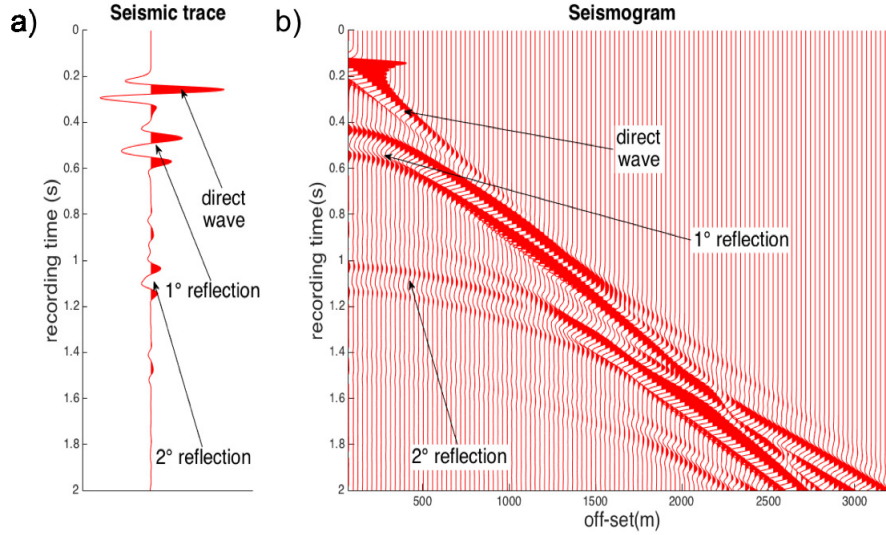 a)
Seismic trace
0
0.2
0.4
0.6
0.8
1
1.2
1.4
1.6
1.8
2
recording time (s)
direct
wave
1° reflection
2° reflection
b)
Seismogram
0
0.2
0.4
0.6
0.8
1
1.2
1.4
1.6
1.8
2
recording time(s)
direct
wave
1° reflection
2° reflection
500
1000
1500
2000
2500
3000
off-set(m)